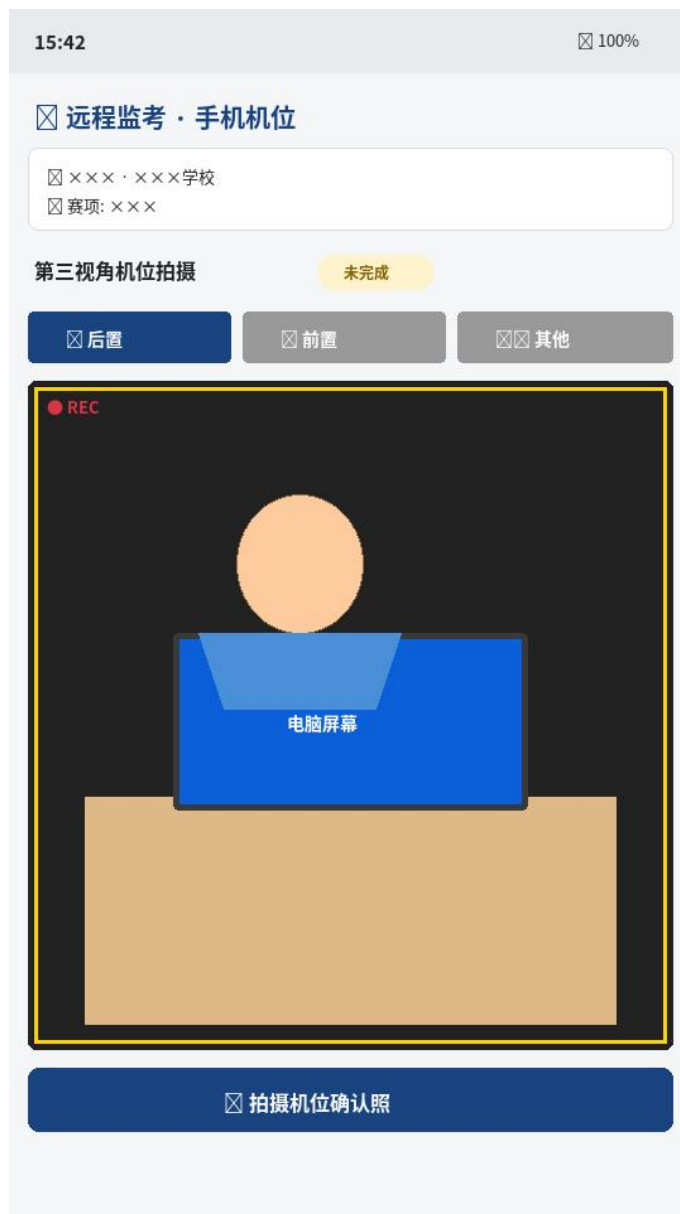 15:42 100%
远程监考 · 手机机位
××× · ×××学校
赛项: ×××
第三视角机位拍摄 未完成
后置 前置 其他
REC
电脑屏幕
拍摄机位确认照